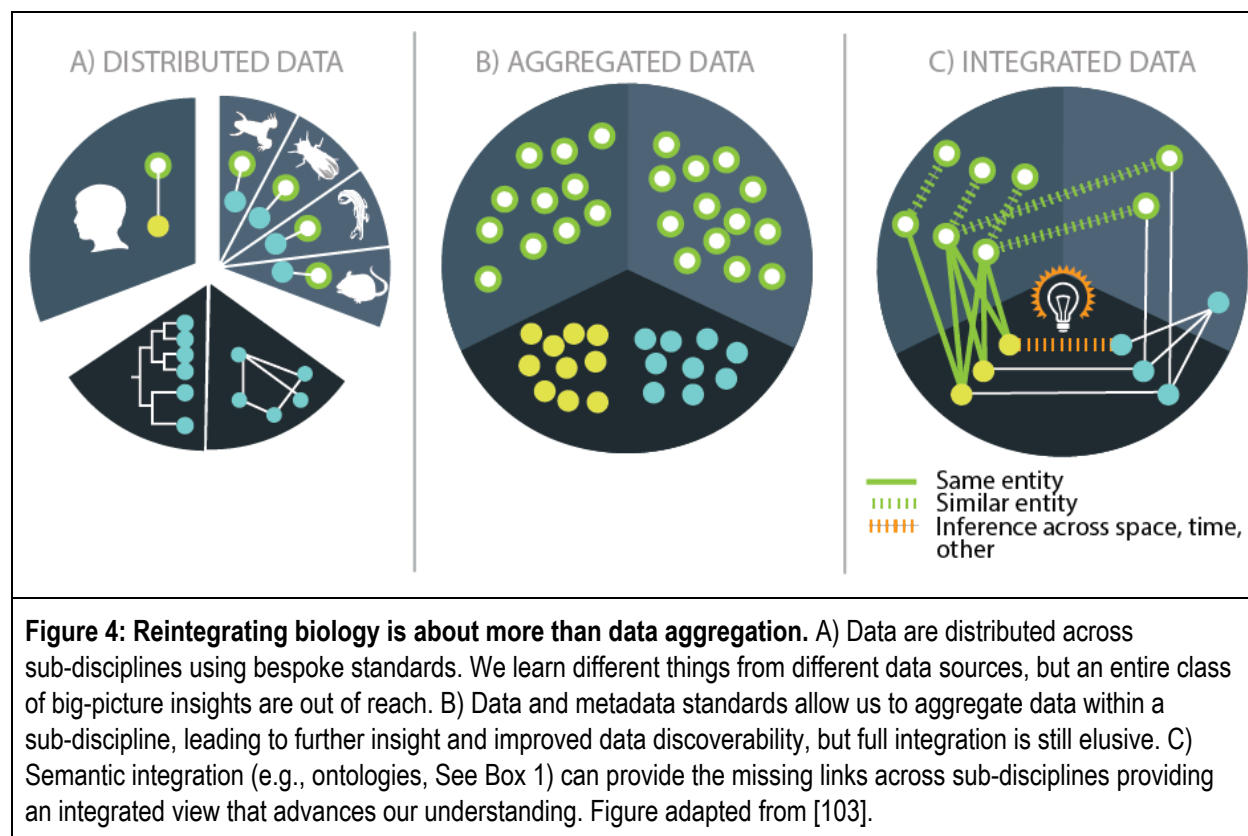 A) DISTRIBUTED DATA
B) AGGREGATED DATA
C) INTEGRATED DATA
Same entity
Similar entity
Inference across space, time,
other
Figure 4: Reintegrating biology is about more than data aggregation. A) Data are distributed across
sub-disciplines using bespoke standards. We learn different things from different data sources, but an entire class
of big-picture insights are out of reach. B) Data and metadata standards allow us to aggregate data within a
sub-discipline, leading to further insight and improved data discoverability, but full integration is still elusive. C)
Semantic integration (e.g., ontologies, See Box 1) can provide the missing links across sub-disciplines providing
an integrated view that advances our understanding. Figure adapted from [103].